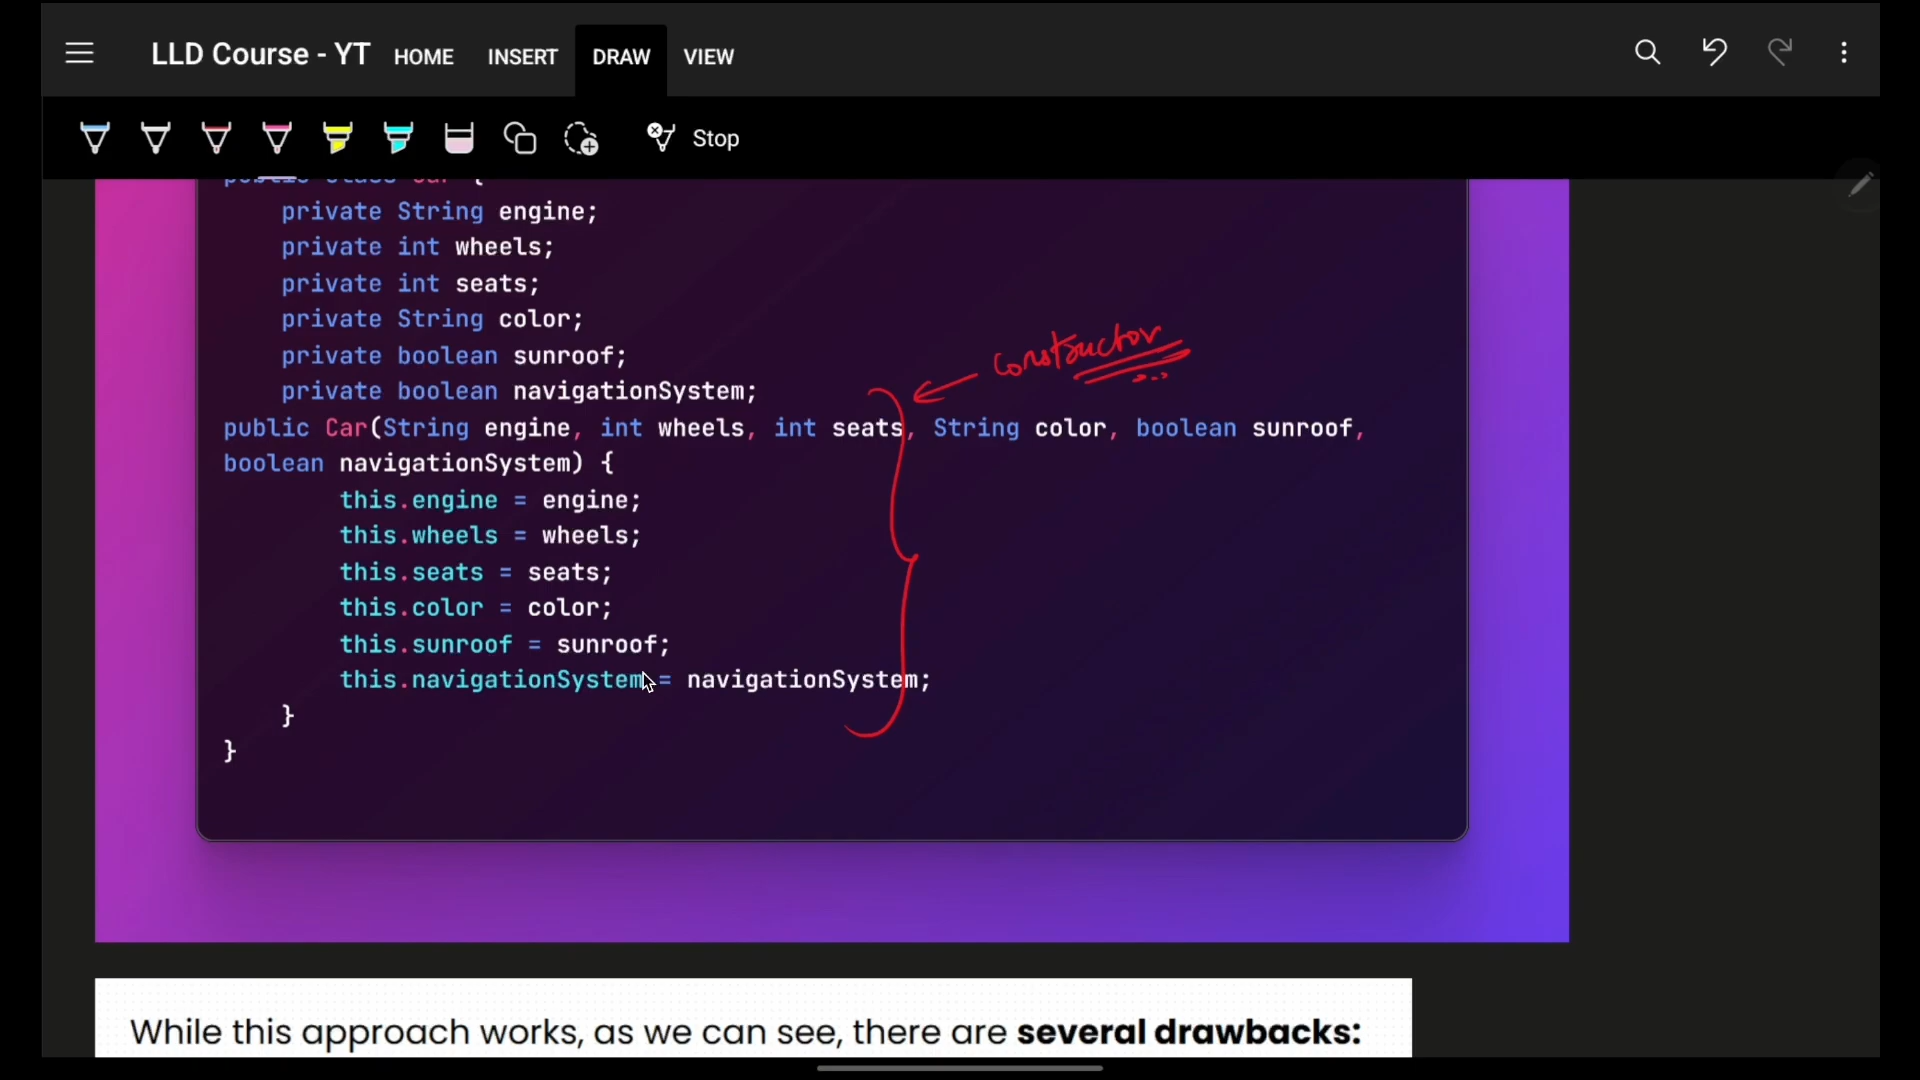 LLD Course - YT HOME INSERT DRAW VIEW
Stop
public class Car {
private String engine;
private int wheels;
private int seats;
private String color;
private boolean sunroof;
private boolean navigationSystem;
constructor
public Car(String engine, int wheels, int seats, String color, boolean sunroof,
boolean navigationSystem) {
this.engine = engine;
this.wheels = wheels;
this.seats = seats;
this.color = color;
this.sunroof = sunroof;
this.navigationSystem = navigationSystem;
}
}
While this approach works, as we can see, there are several drawbacks: